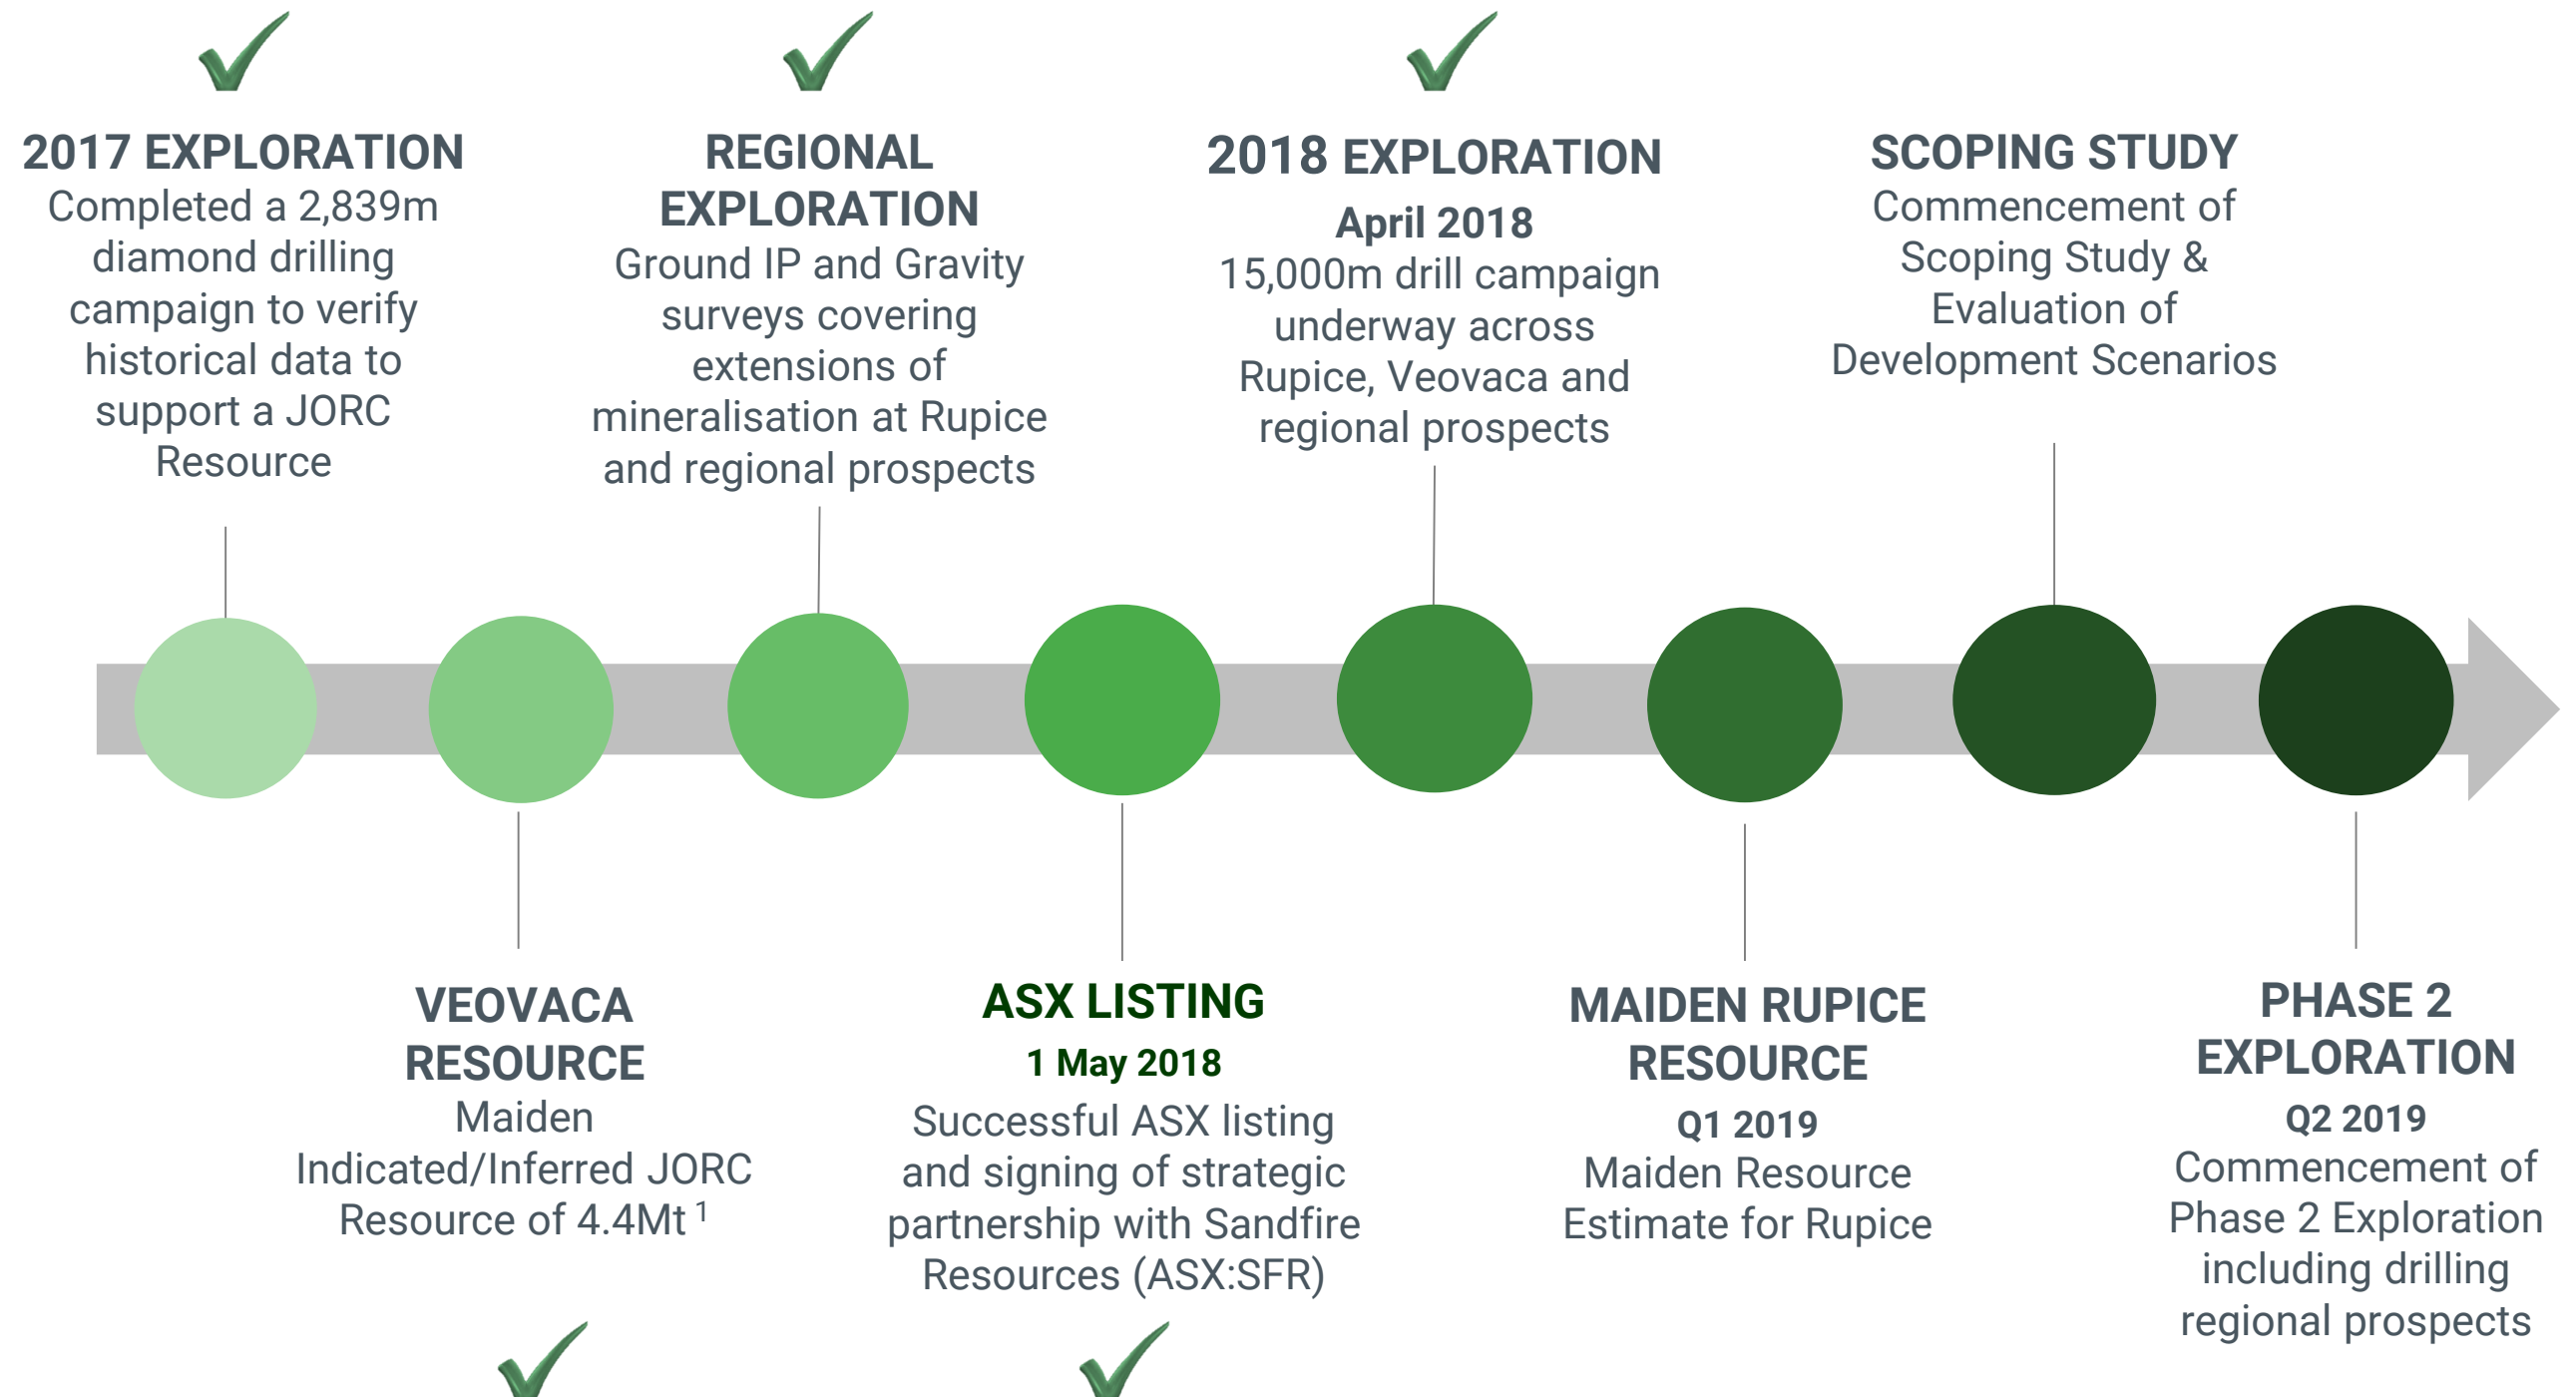 2017 EXPLORATION
Completed a 2,839m
diamond drilling
campaign to verify
historical data to
support a JORC
Resource
REGIONAL
EXPLORATION
Ground IP and Gravity
surveys covering
extensions of
mineralisation at Rupice
and regional prospects
2018 EXPLORATION
April 2018
15,000m drill campaign
underway across
Rupice, Veovaca and
regional prospects
SCOPING STUDY
Commencement of
Scoping Study &
Evaluation of
Development Scenarios
VEOVACA
RESOURCE
Maiden
Indicated/Inferred JORC
Resource of 4.4Mt ¹
ASX LISTING
1 May 2018
Successful ASX listing
and signing of strategic
partnership with Sandfire
Resources (ASX:SFR)
MAIDEN RUPICE
RESOURCE
Q1 2019
Maiden Resource
Estimate for Rupice
PHASE 2
EXPLORATION
Q2 2019
Commencement of
Phase 2 Exploration
including drilling
regional prospects